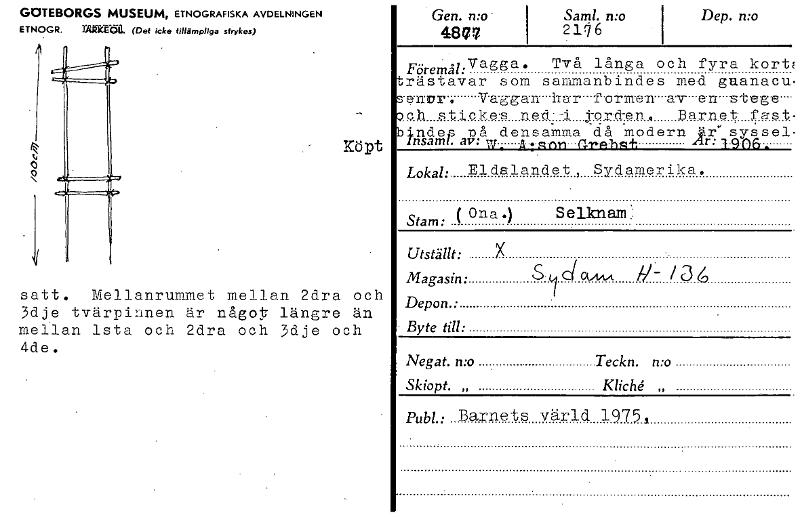 GÖTEBORGS MUSEUM, ETNOGRAFISKA AVDELNINGEN
ETNOGR. ARKEOL. (Det icke tillämpliga strykes)
100cm
Köpt
satt. Mellanrummet mellan 2dra och
3dje tvärpinnen är något längre än
mellan 1sta och 2dra och 3dje och
4de.
Gen. n:o Saml. n:o Dep. n:o
4877 2176
Föremål: Vagga. Två långa och fyra korta
trästavar som sammanbindes med guanacu-
senor. Vaggan har formen av en stege
och stickes ned i jorden. Barnet fast-
bindes på densamma då modern är syssel-
Insaml. av: W. A:son Grebst År: 1906.
Lokal: Eldslandet, Sydamerika.
Stam: (Ona.) Selknam
Utställt: X
Magasin: Sydam H-136
Depon.:
Byte till:
Negat. n:o Teckn. n:o
Skiopt. „ Kliché „
Publ.: Barnets värld 1975,